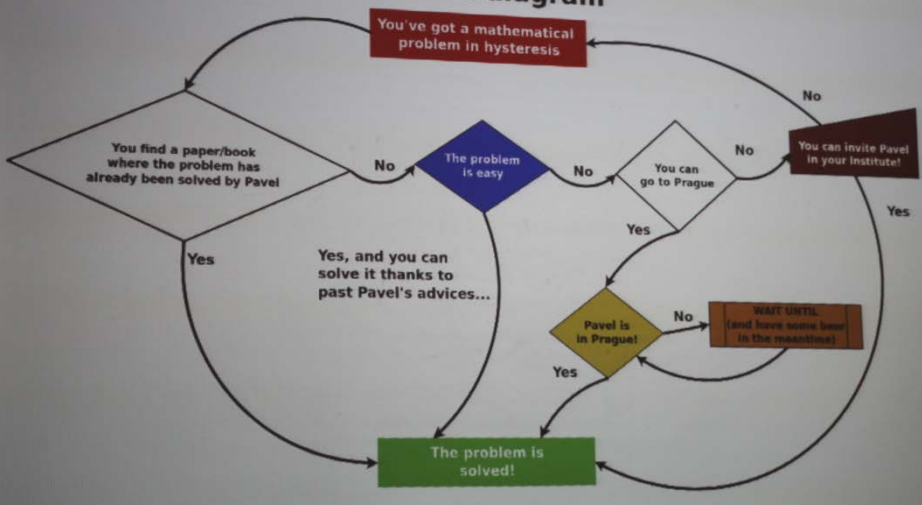 You've got a mathematical
problem in hysteresis
No
You find a paper/book
where the problem has
already been solved by Pavel
No
The problem
is easy
No
You can
go to Prague
No
You can invite Pavel
in your Institute!
Yes
Yes
Yes
Yes, and you can
solve it thanks to
past Pavel's advices...
Pavel is
in Prague!
No
WAIT UNTIL
(and have some beer
in the meantime)
Yes
The problem is
solved!